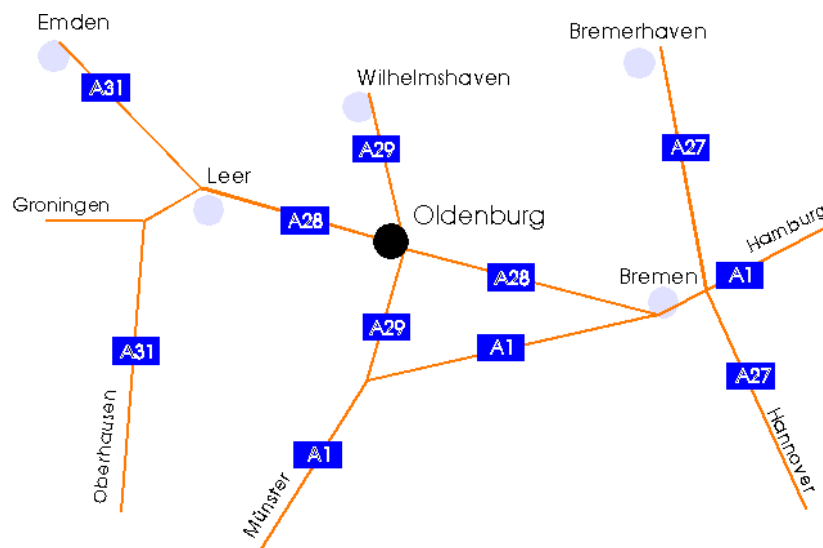 Emden
Bremerhaven
Wilhelmshaven
A31
A29
A27
Leer
Groningen
Oldenburg
Hamburg
A28
A28
Bremen
A1
A29
A1
A31
A27
Oberhausen
Münster
A1
Hannover